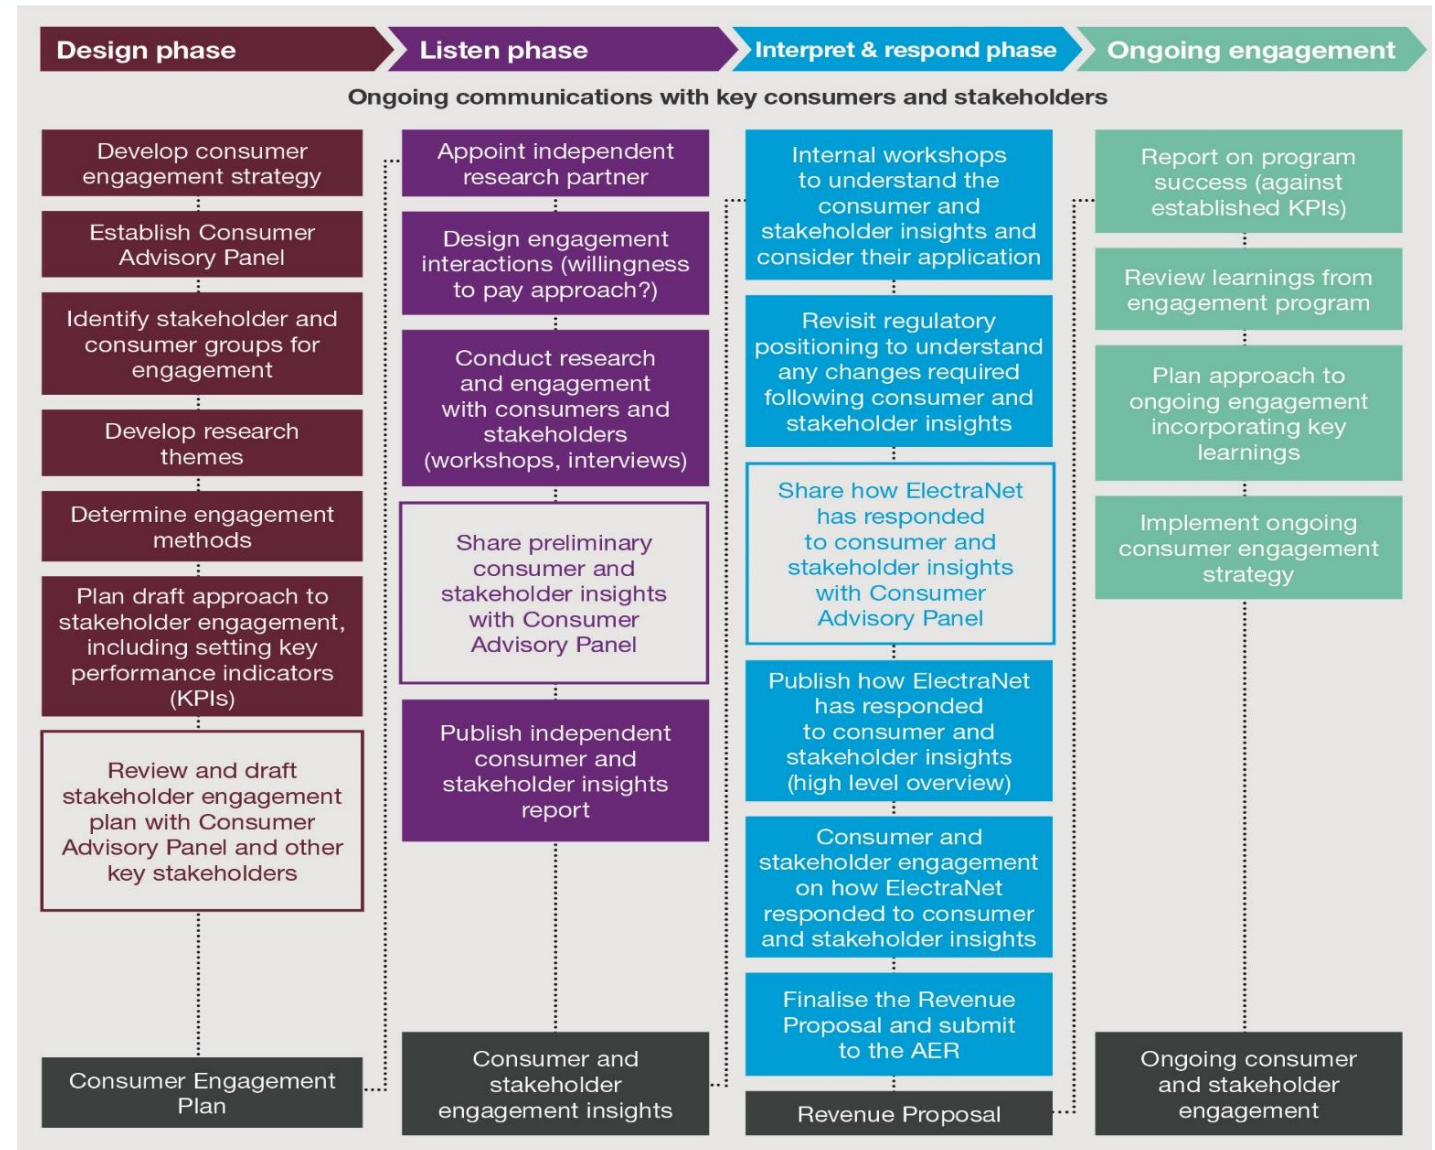 Design phase
Listen phase
Interpret & respond phase
Ongoing engagement
Ongoing communications with key consumers and stakeholders
Develop consumer
engagement strategy
Establish Consumer
Advisory Panel
Identify stakeholder and
consumer groups for
engagement
Develop research
themes
Determine engagement
methods
Plan draft approach to
stakeholder engagement,
including setting key
performance indicators
(KPIs)
Review and draft
stakeholder engagement
plan with Consumer
Advisory Panel and other
key stakeholders
Consumer Engagement
Plan
Appoint independent
research partner
Design engagement
interactions (willingness
to pay approach?)
Conduct research
and engagement
with consumers and
stakeholders
(workshops, interviews)
Share preliminary
consumer and
stakeholder insights
with Consumer
Advisory Panel
Publish independent
consumer and
stakeholder insights
report
Consumer and
stakeholder
engagement insights
Internal workshops
to understand the
consumer and
stakeholder insights and
consider their application
Revisit regulatory
positioning to understand
any changes required
following consumer and
stakeholder insights
Share how ElectraNet
has responded
to consumer and
stakeholder insights
with Consumer
Advisory Panel
Publish how ElectraNet
has responded
to consumer and
stakeholder insights
(high level overview)
Consumer and
stakeholder engagement
on how ElectraNet
responded to consumer
and stakeholder insights
Finalise the Revenue
Proposal and submit
to the AER
Revenue Proposal
Report on program
success (against
established KPIs)
Review learnings from
engagement program
Plan approach to
ongoing engagement
incorporating key
learnings
Implement ongoing
consumer engagement
strategy
Ongoing consumer
and stakeholder
engagement